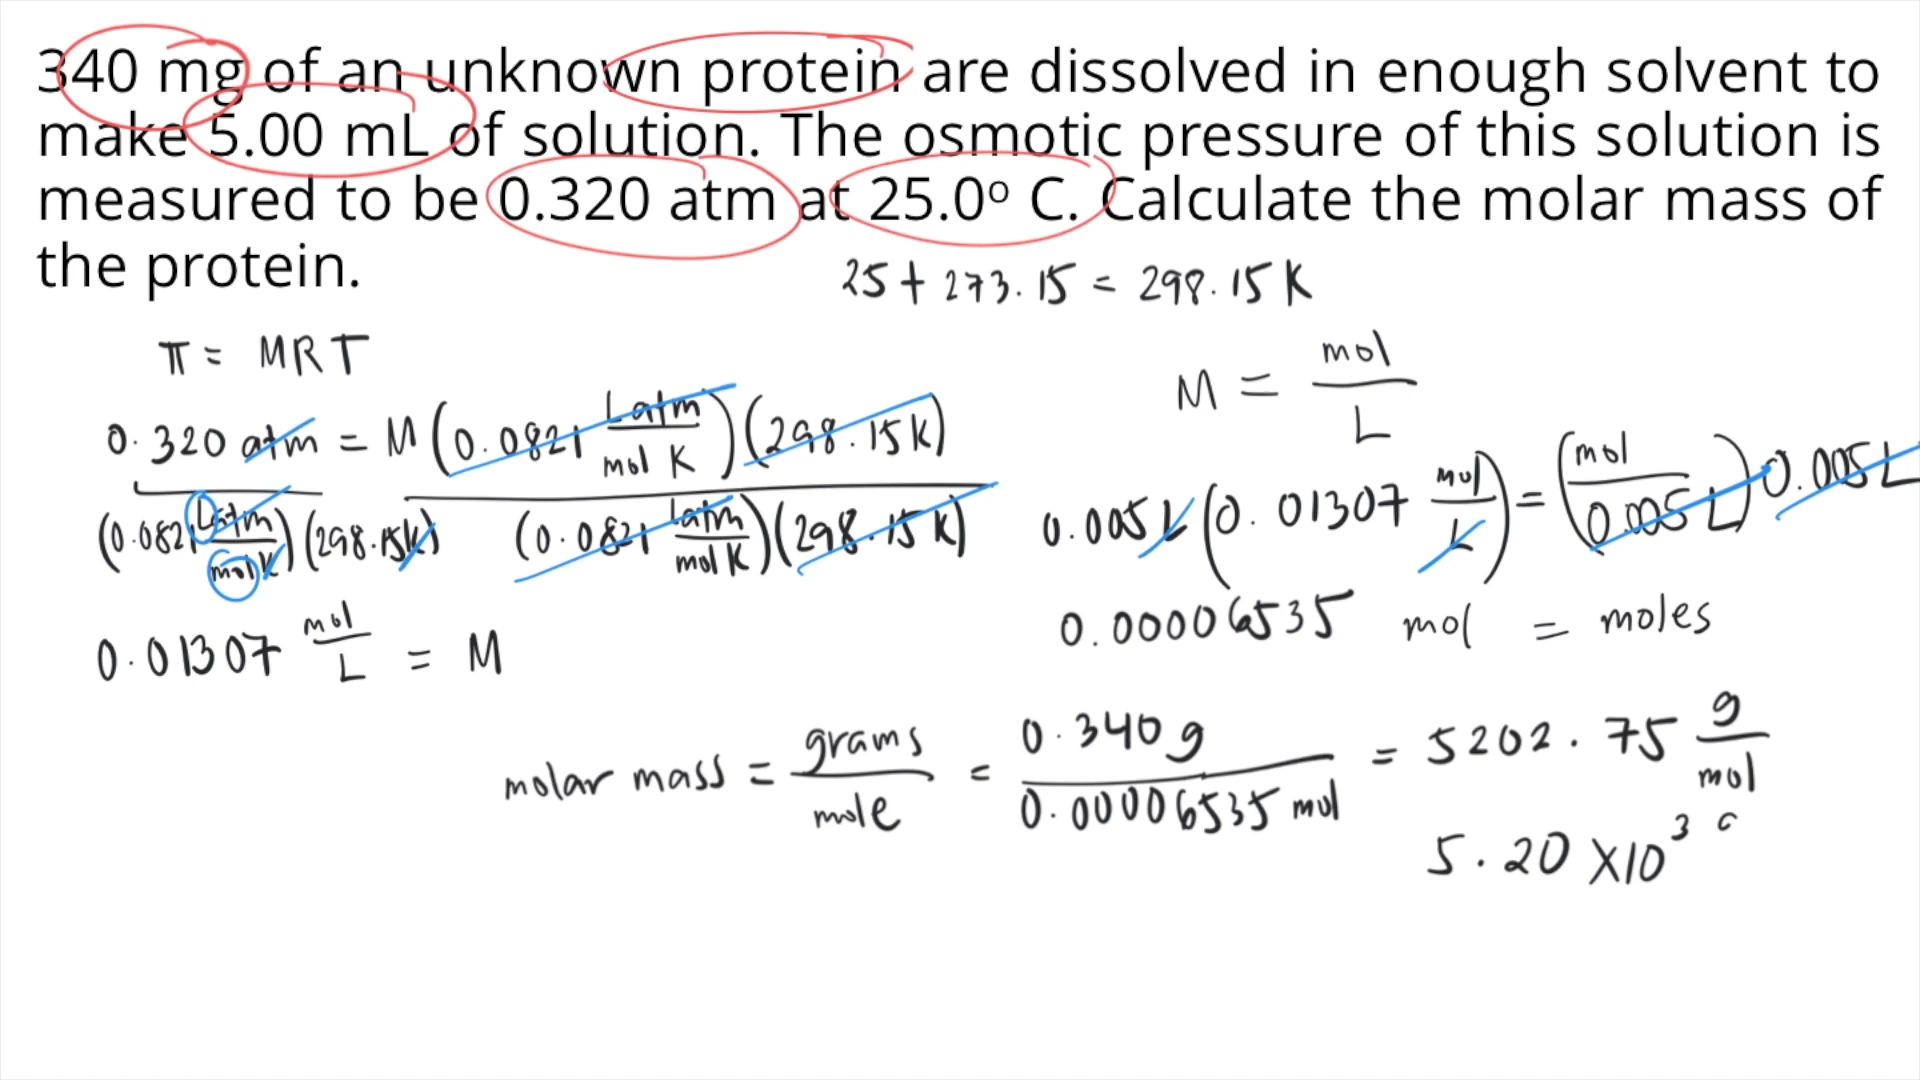 340 mg of an unknown protein are dissolved in enough solvent to
make 5.00 mL of solution. The osmotic pressure of this solution is
measured to be 0.320 atm at 25.0º C. Calculate the molar mass of
the protein.
25 + 273.15 = 298.15 K
π = MRT
0.320 atm = M (0.0821 L atm / mol K) (298.15 K)
(0.0821 L atm / mol K) (298.15 K) (0.0821 L atm / mol K) (298.15 K)
0.01307 mol / L = M
M = mol / L
0.005 L (0.01307 mol / L) = (mol / 0.005 L) 0.005 L
0.00006535 mol = moles
molar mass = grams / mole = 0.340 g / 0.00006535 mol = 5202.75 g / mol
5.20 X10³